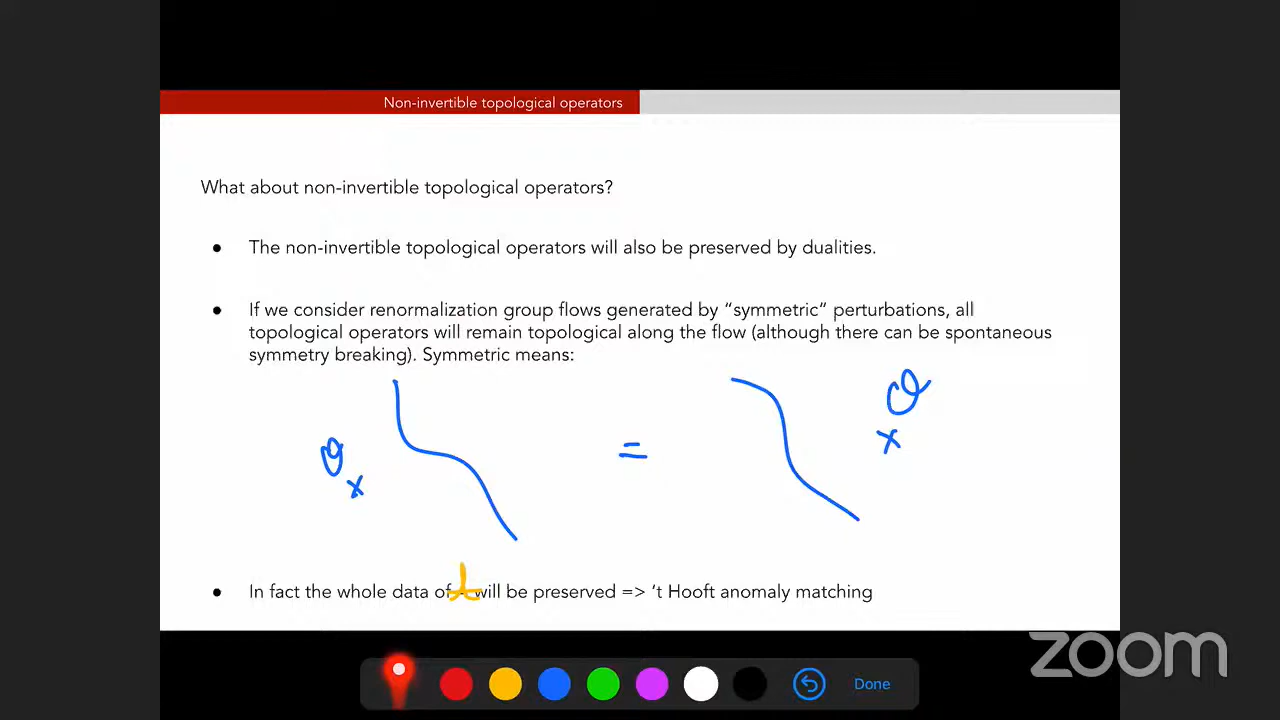 Non-invertible topological operators
What about non-invertible topological operators?
● The non-invertible topological operators will also be preserved by dualities.
● If we consider renormalization group flows generated by “symmetric” perturbations, all
topological operators will remain topological along the flow (although there can be spontaneous
symmetry breaking). Symmetric means:
O
x
=
O
x
● In fact the whole data of will be preserved => ’t Hooft anomaly matching
Done
zoom